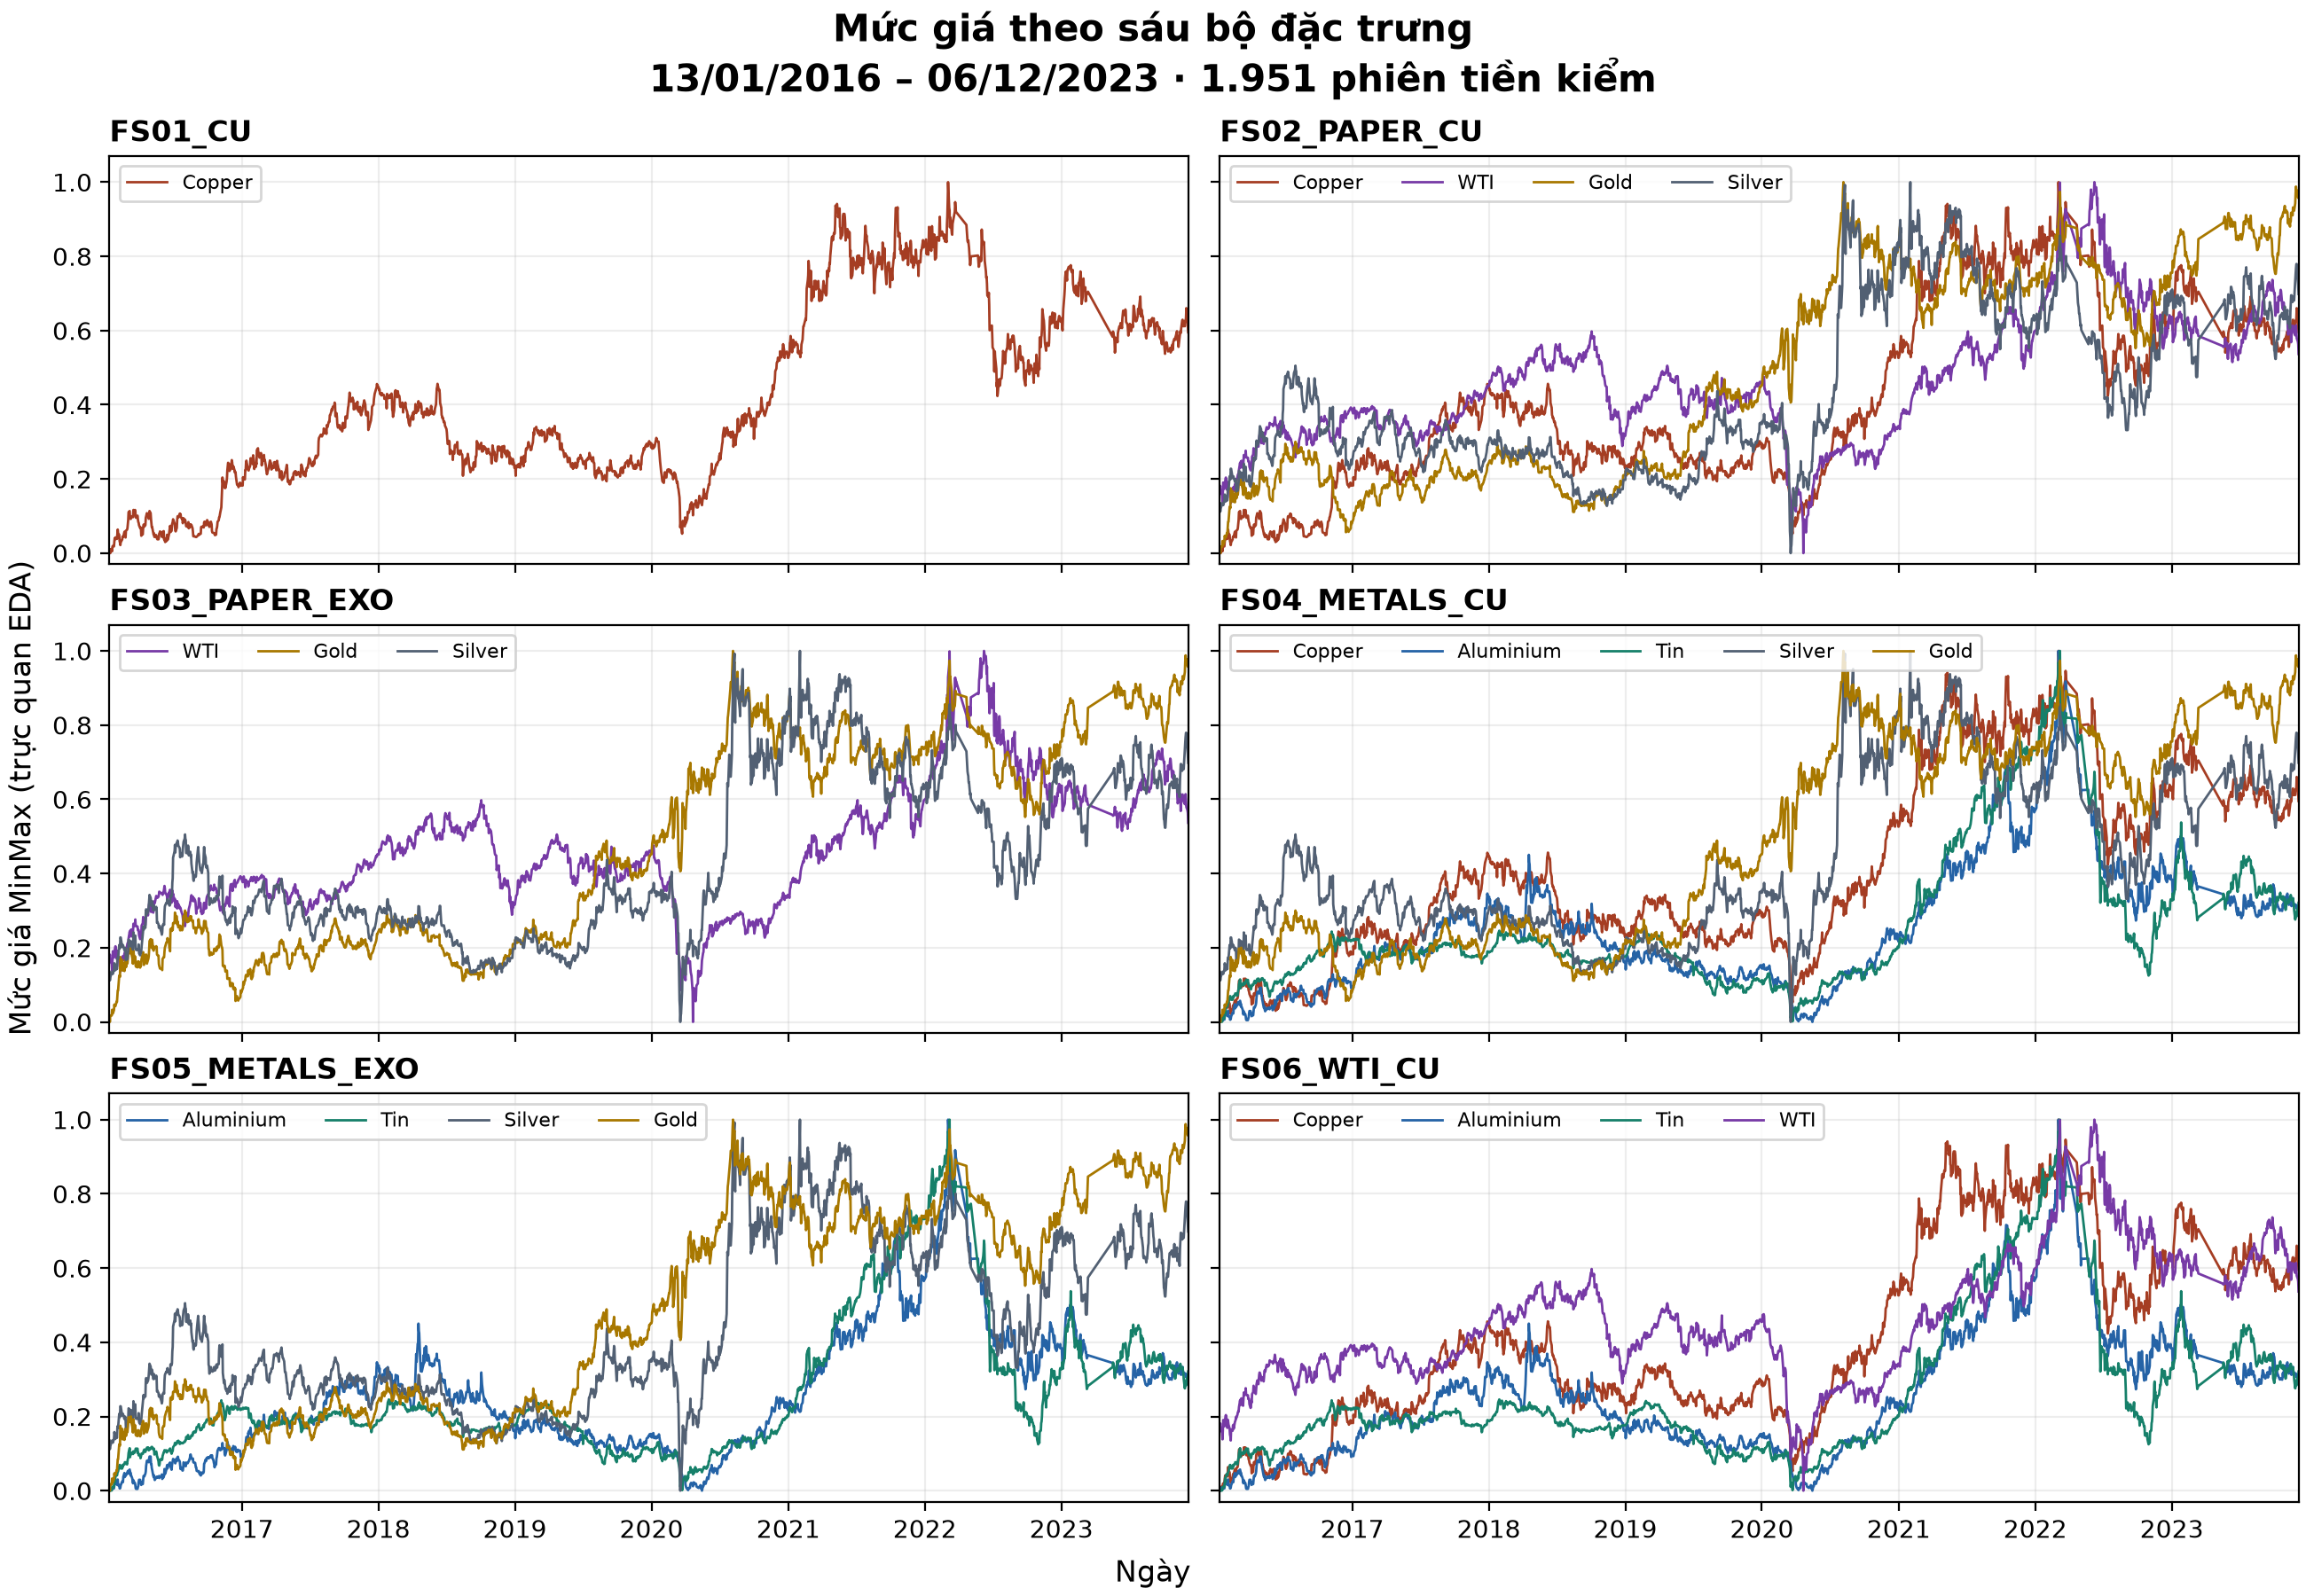 Mức giá theo sáu bộ đặc trưng
13/01/2016 – 06/12/2023 · 1.951 phiên tiền kiểm
FS01_CU
Copper
1.0
0.8
0.6
0.4
0.2
0.0
FS02_PAPER_CU
Copper WTI Gold Silver
Mức giá MinMax (trực quan EDA)
FS03_PAPER_EXO
WTI Gold Silver
1.0
0.8
0.6
0.4
0.2
0.0
FS04_METALS_CU
Copper Aluminium Tin Silver Gold
FS05_METALS_EXO
Aluminium Tin Silver Gold
1.0
0.8
0.6
0.4
0.2
0.0
2017 2018 2019 2020 2021 2022 2023
FS06_WTI_CU
Copper Aluminium Tin WTI
2017 2018 2019 2020 2021 2022 2023
Ngày